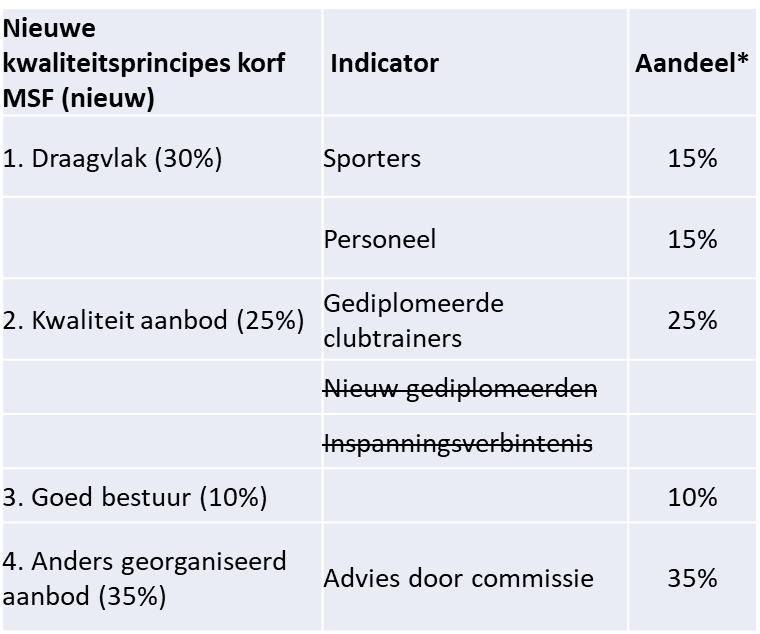 Nieuwe
kwaliteitsprincipes korf
MSF (nieuw)
Indicator
Aandeel*
1. Draagvlak (30%)
Sporters
15%
Personeel
15%
2. Kwaliteit aanbod (25%)
Gediplomeerde
clubtrainers
25%
Nieuw gediplomeerden
Inspanningsverbintenis
3. Goed bestuur (10%)
10%
4. Anders georganiseerd
aanbod (35%)
Advies door commissie
35%